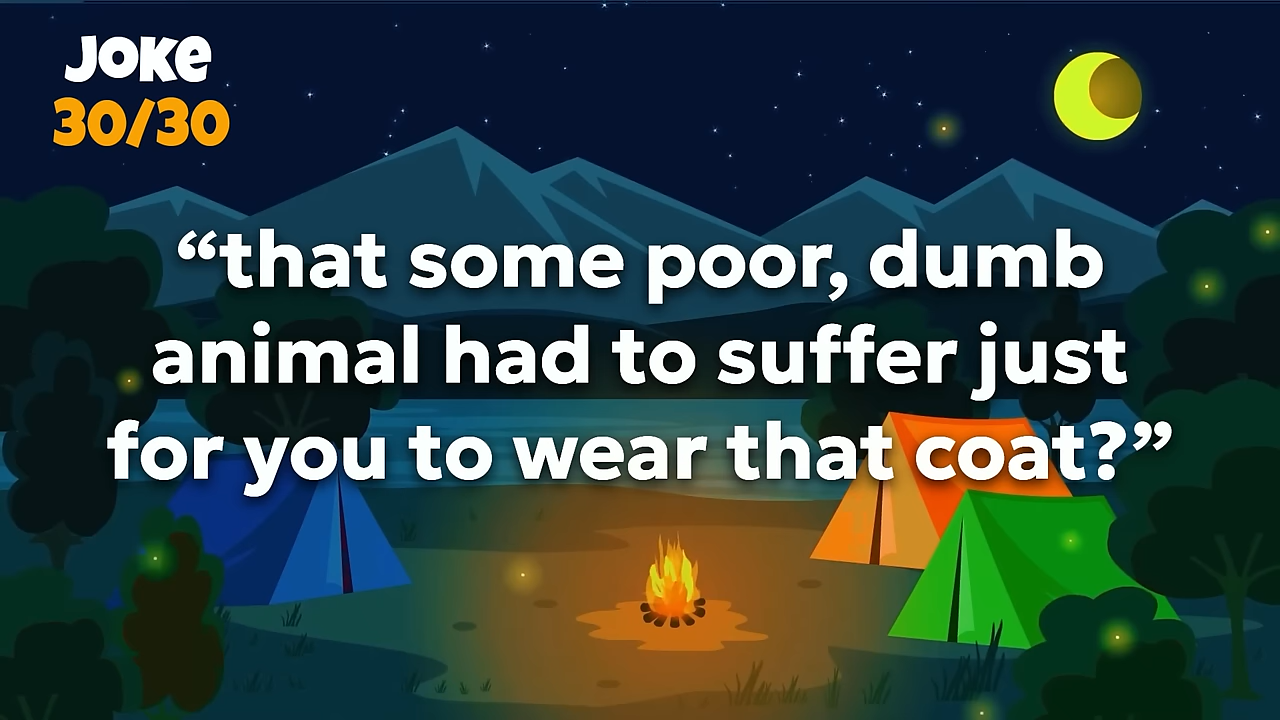 Joke
30/30
“that some poor, dumb
animal had to suffer just
for you to wear that coat?”